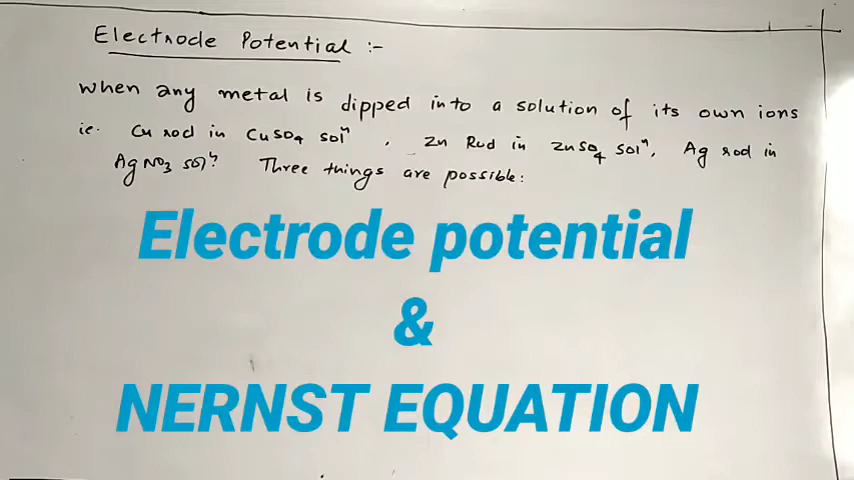 Electrode Potential :-
when any metal is dipped into a solution of its own ions
ie. Cu rod in CuSO4 solⁿ, Zn Rod in ZnSO4 solⁿ, Ag rod in
AgNO3 solⁿ. Three things are possible:
Electrode potential
&
NERNST EQUATION